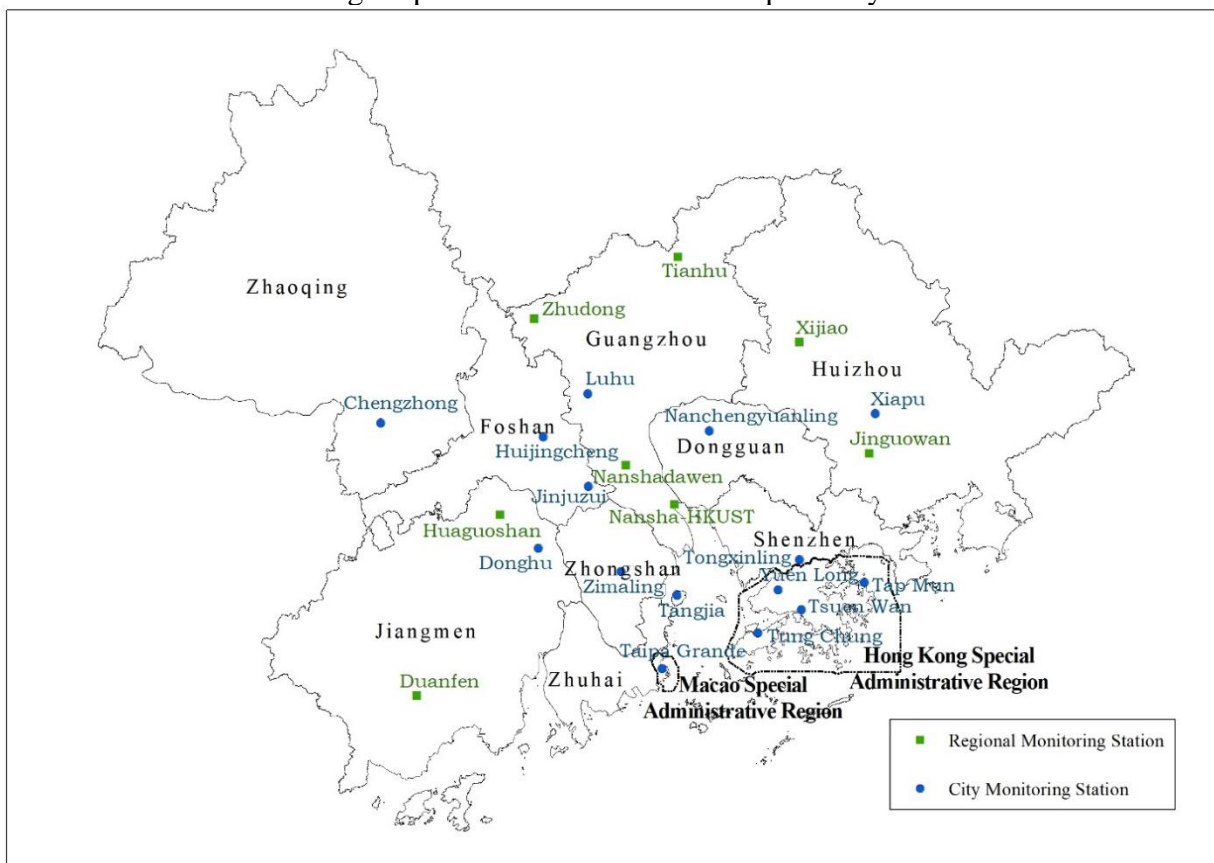 Tianhu
Zhaoqing
Zhudong
Guangzhou
Xijiao
Huizhou
Luhu
Chengzhong
Xiapu
Nanchengyuanling
Foshan
Dongguan
Huijingcheng
Jinguowan
Nanshadawen
Jinjuzui
Nansha-HKUST
Huaguoshan
Shenzhen
Donghu
Tongxinling
Zhongshan
Yuen Long
Tap Mun
Zimaling
Tangjia
Tsuen Wan
Jiangmen
Tung Chung
Taipa Grande
Hong Kong Special
Administrative Region
Duanfen
Zhuhai
Macao Special
Administrative Region
Regional Monitoring Station
City Monitoring Station